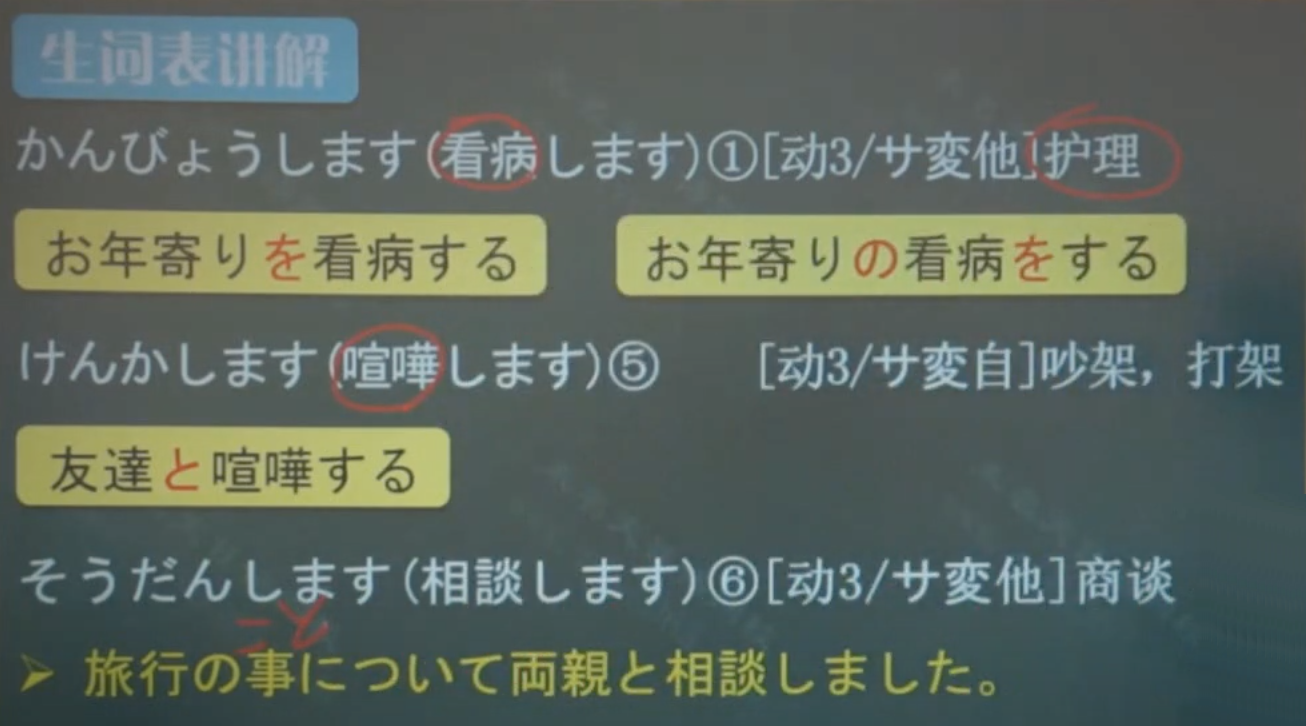 生词表讲解
かんびょうします(看病します)①[动3/サ変他]护理
お年寄りを看病する お年寄りの看病をする
けんかします(喧嘩します)⑤ [动3/サ変自]吵架，打架
友達と喧嘩する
そうだんします(相談します)⑥[动3/サ変他]商谈
こと
➢ 旅行の事について両親と相談しました。